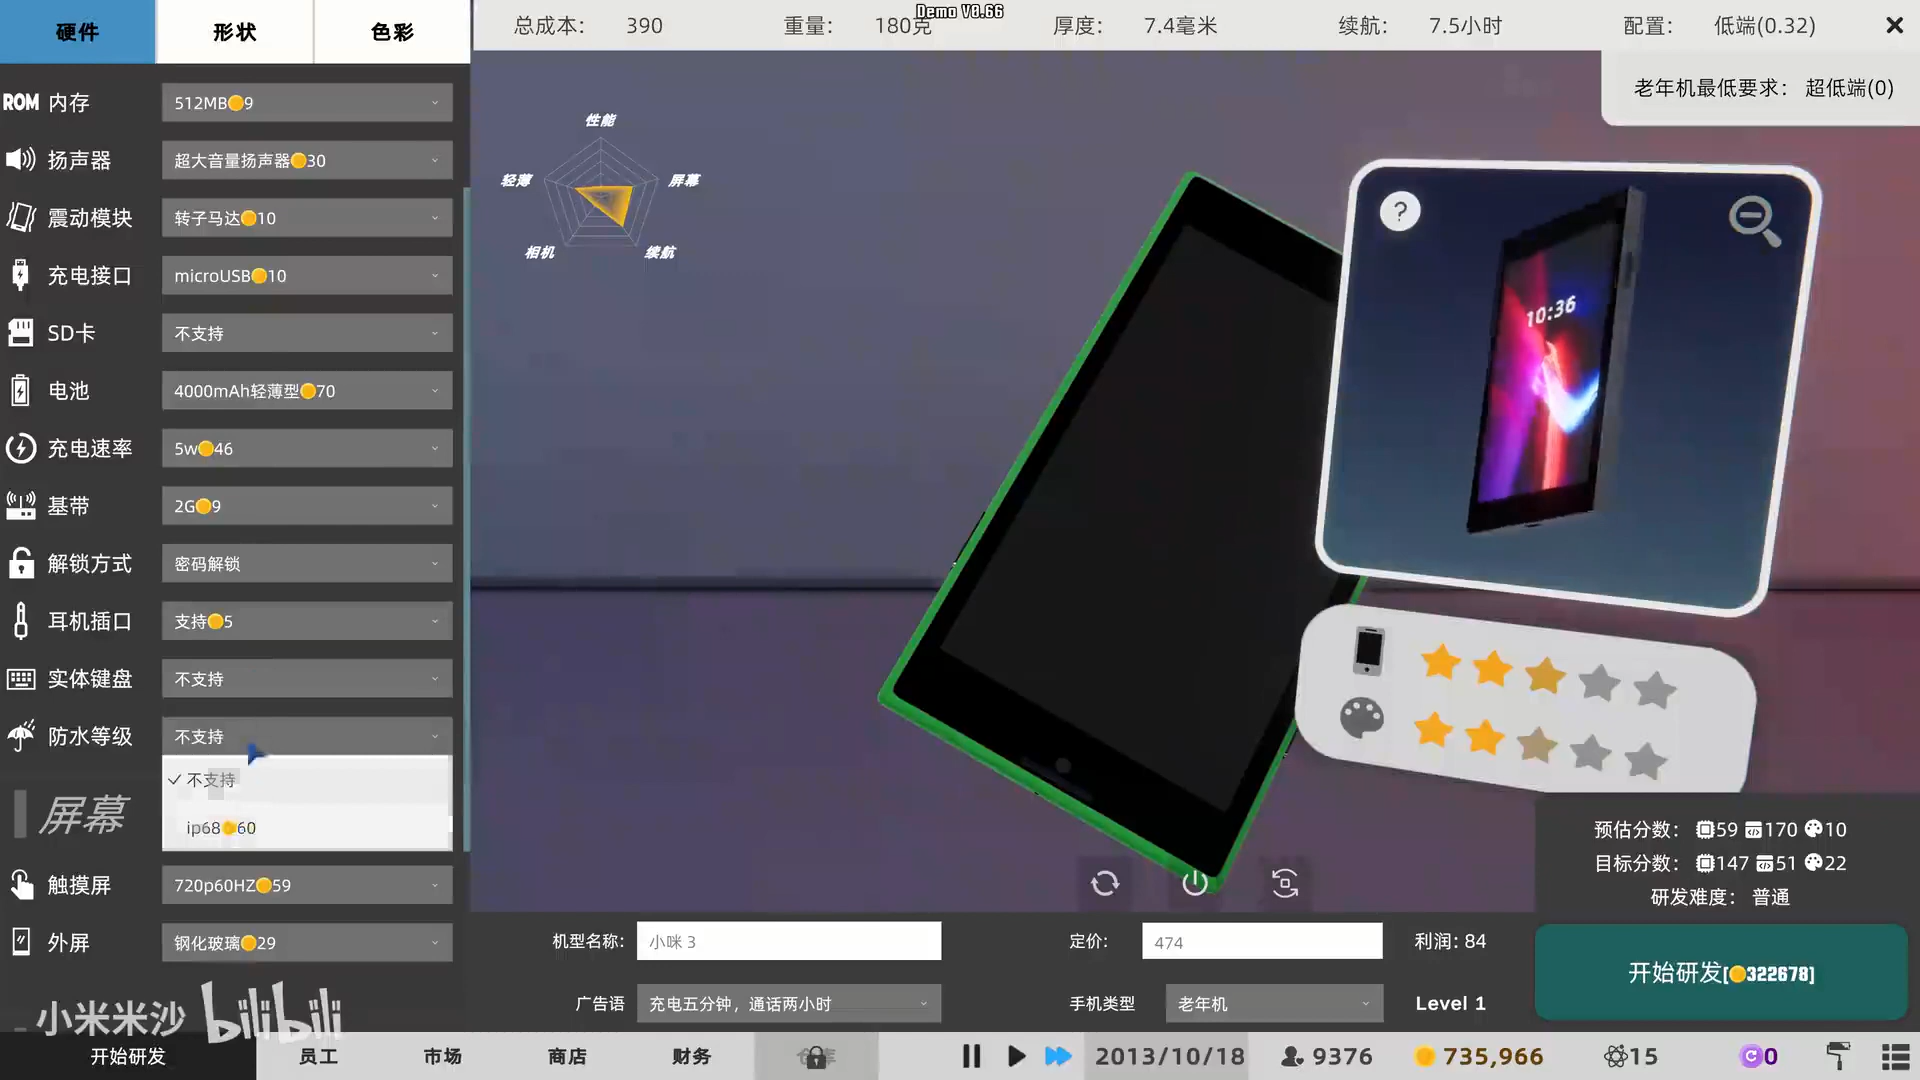 硬件
形状
色彩
总成本: 390
重量: 180克
Demo V0.66
厚度: 7.4毫米
续航: 7.5小时
配置: 低端(0.32)
老年机最低要求: 超低端(0)
ROM 内存 512MB 9
扬声器 超大音量扬声器 30
震动模块 转子马达 10
充电接口 microUSB 10
SD卡 不支持
电池 4000mAh轻薄型 70
充电速率 5w 46
基带 2G 9
解锁方式 密码解锁
耳机插口 支持 5
实体键盘 不支持
防水等级 不支持
不支持
ip68 60
屏幕
触摸屏 720p60HZ 59
外屏 钢化玻璃 29
性能
轻薄
屏幕
相机
续航
?
10:36
预估分数: 59 170 10
目标分数: 147 51 22
研发难度: 普通
机型名称: 小咪 3
定价: 474
利润: 84
广告语 充电五分钟，通话两小时
手机类型 老年机
Level 1
开始研发[322678]
小米米沙 bilibili
开始研发
员工
市场
商店
财务
2013/10/18
9376
735,966
15
0